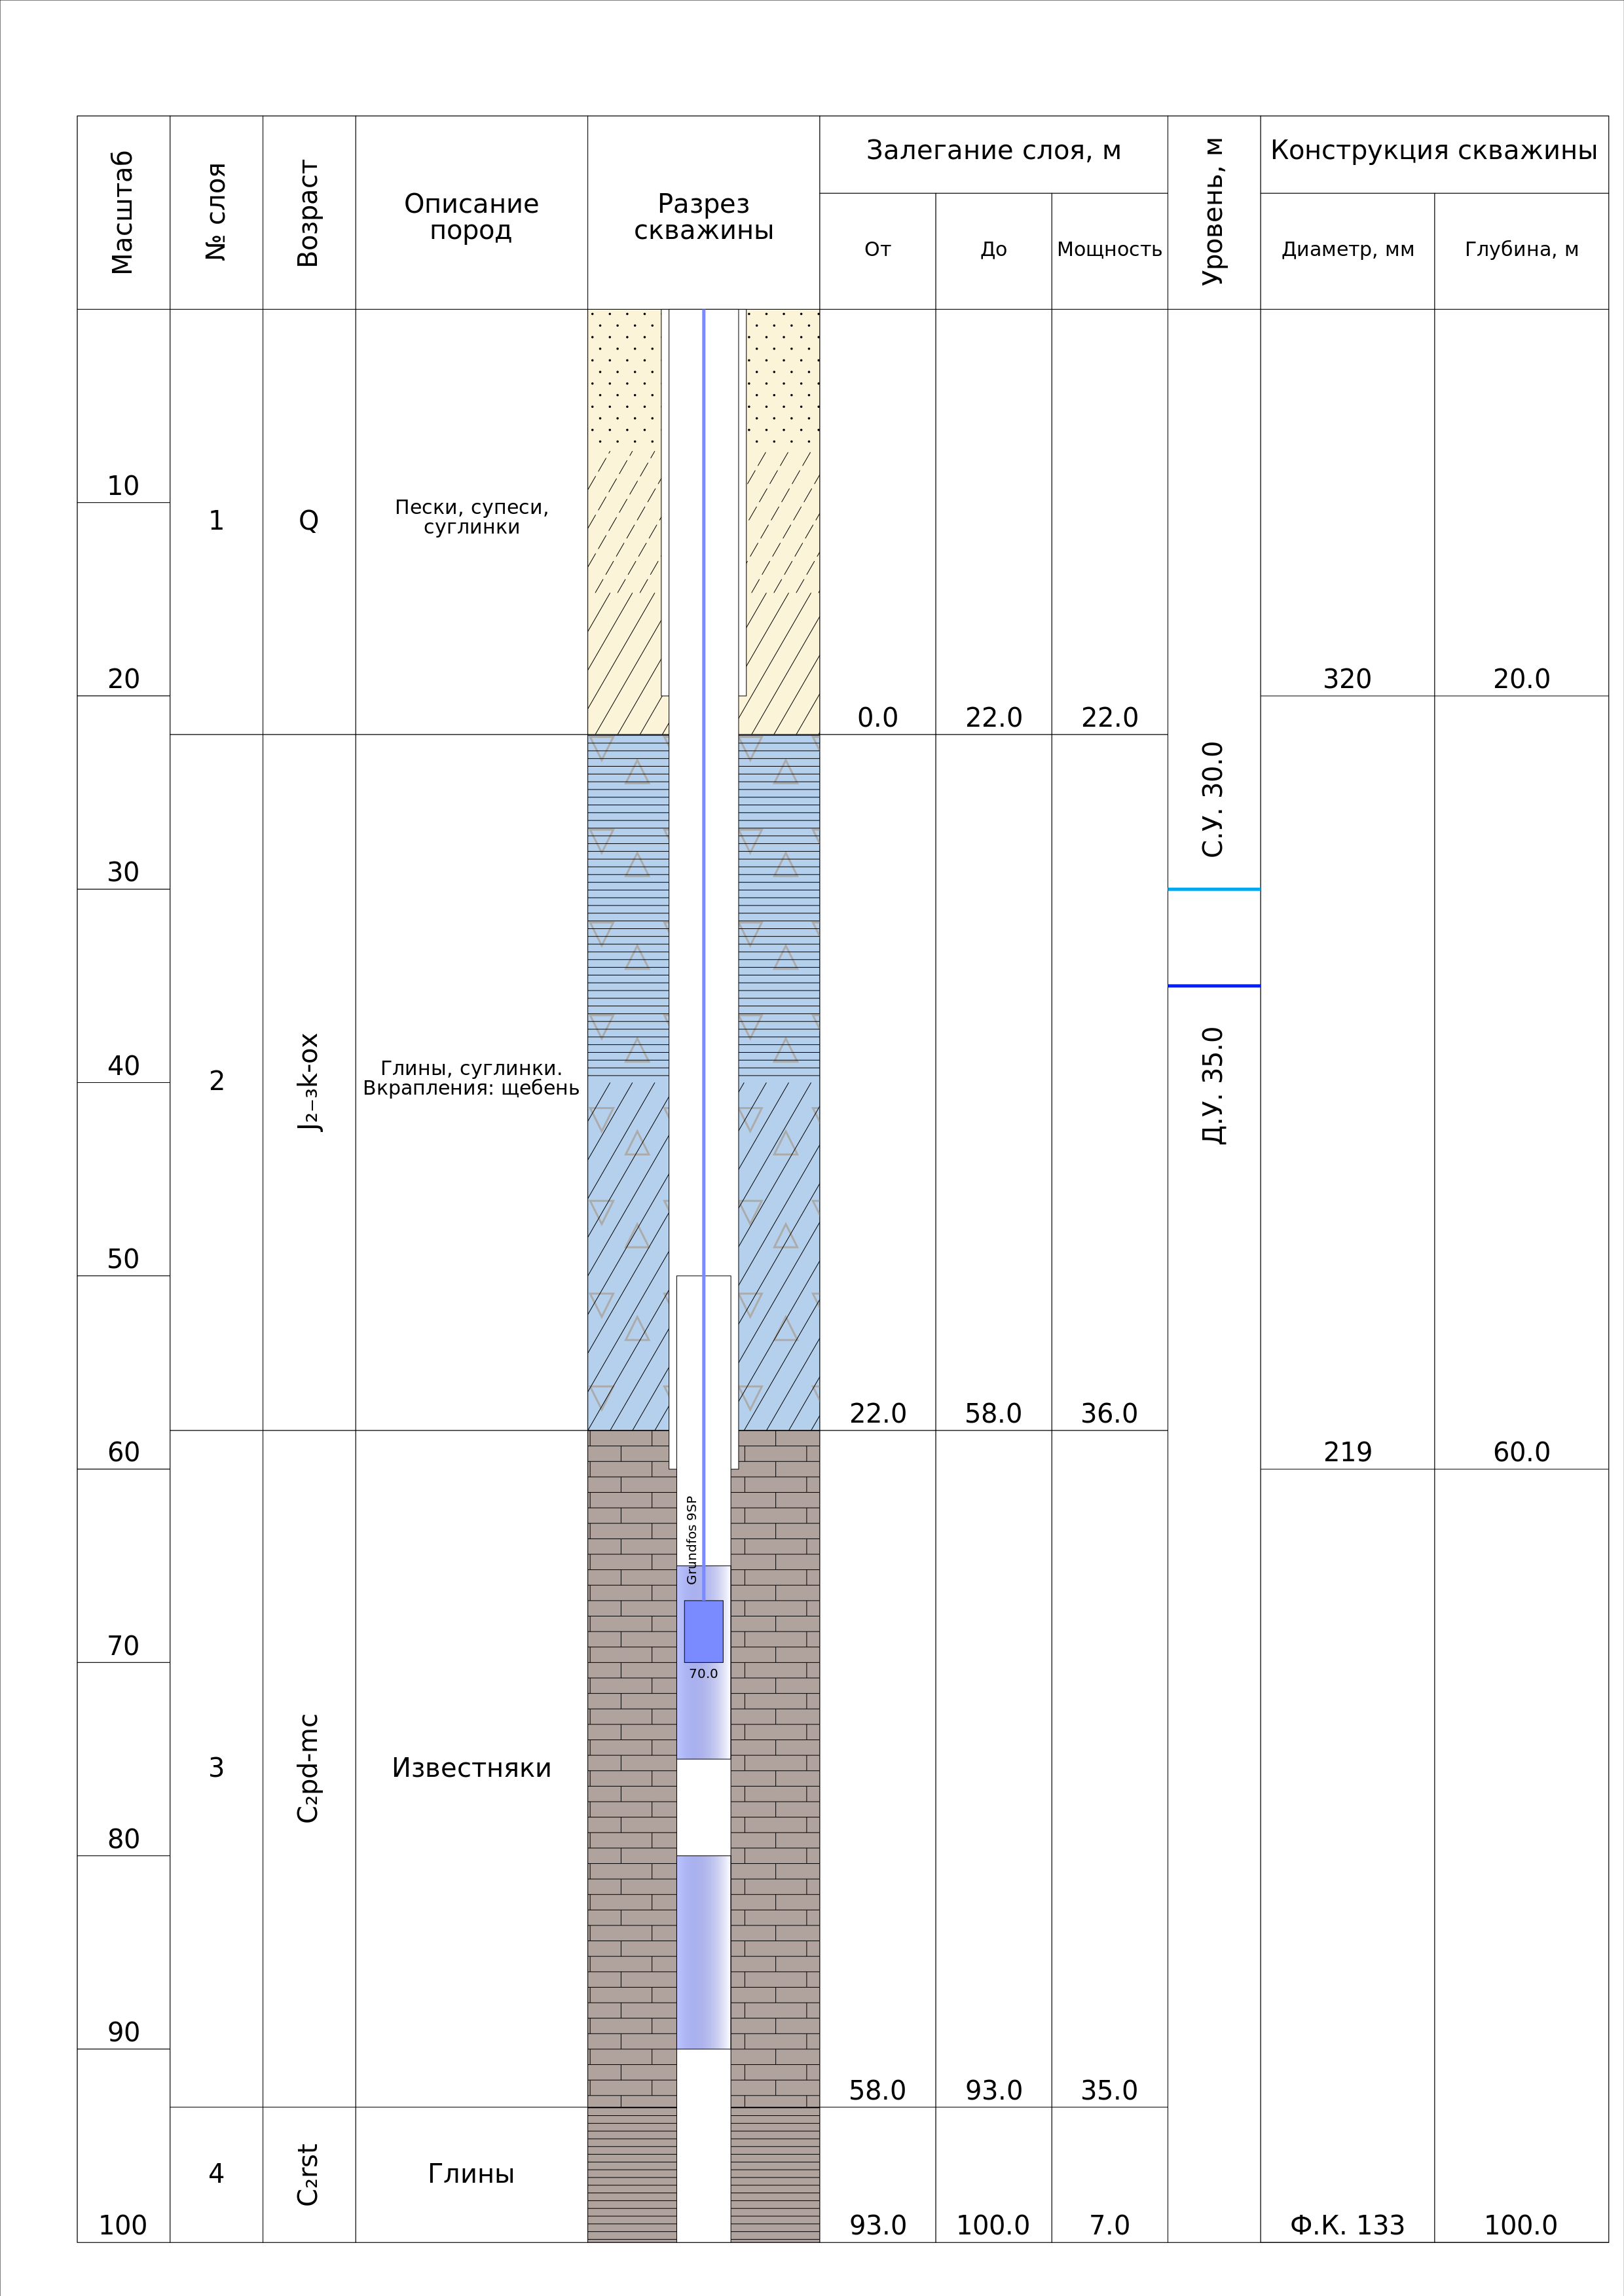 Масштаб
№ слоя
Возраст
Описание
пород
Разрез
скважины
Залегание слоя, м
От
До
Мощность
Уровень, м
Конструкция скважины
Диаметр, мм
Глубина, м
10
20
30
40
50
60
70
80
90
100
1
Q
Пески, супеси,
суглинки
0.0
22.0
22.0
2
J₂₋₃k-ox
Глины, суглинки.
Вкрапления: щебень
22.0
58.0
36.0
3
C₂pd-mc
Известняки
58.0
93.0
35.0
4
C₂rst
Глины
93.0
100.0
7.0
Grundfos 9SP
70.0
С.У. 30.0
Д.У. 35.0
320
20.0
219
60.0
Ф.К. 133
100.0